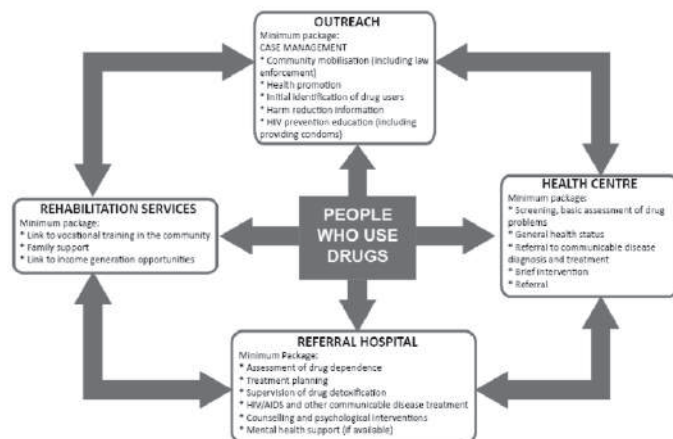 OUTREACH
Minimum package:
CASE MANAGEMENT
* Community mobilisation (including law
enforcement)
* Health promotion
* Initial identification of drug users
* Harm reduction information
* HIV prevention education (including
providing condoms)
REHABILITATION SERVICES
Minimum package:
* Link to vocational training in the community
* Family support
* Link to income generation opportunities
PEOPLE
WHO USE
DRUGS
HEALTH CENTRE
Minimum package:
* Screening, basic assessment of drug
problems
* General health status
* Referral to communicable disease
diagnosis and treatment
* Brief intervention
* Referral
REFERRAL HOSPITAL
Minimum Package:
* Assessment of drug dependence
* Treatment planning
* Supervision of drug detoxification
* HIV/AIDS and other communicable disease treatment
* Counselling and psychological interventions
* Mental health support (if available)